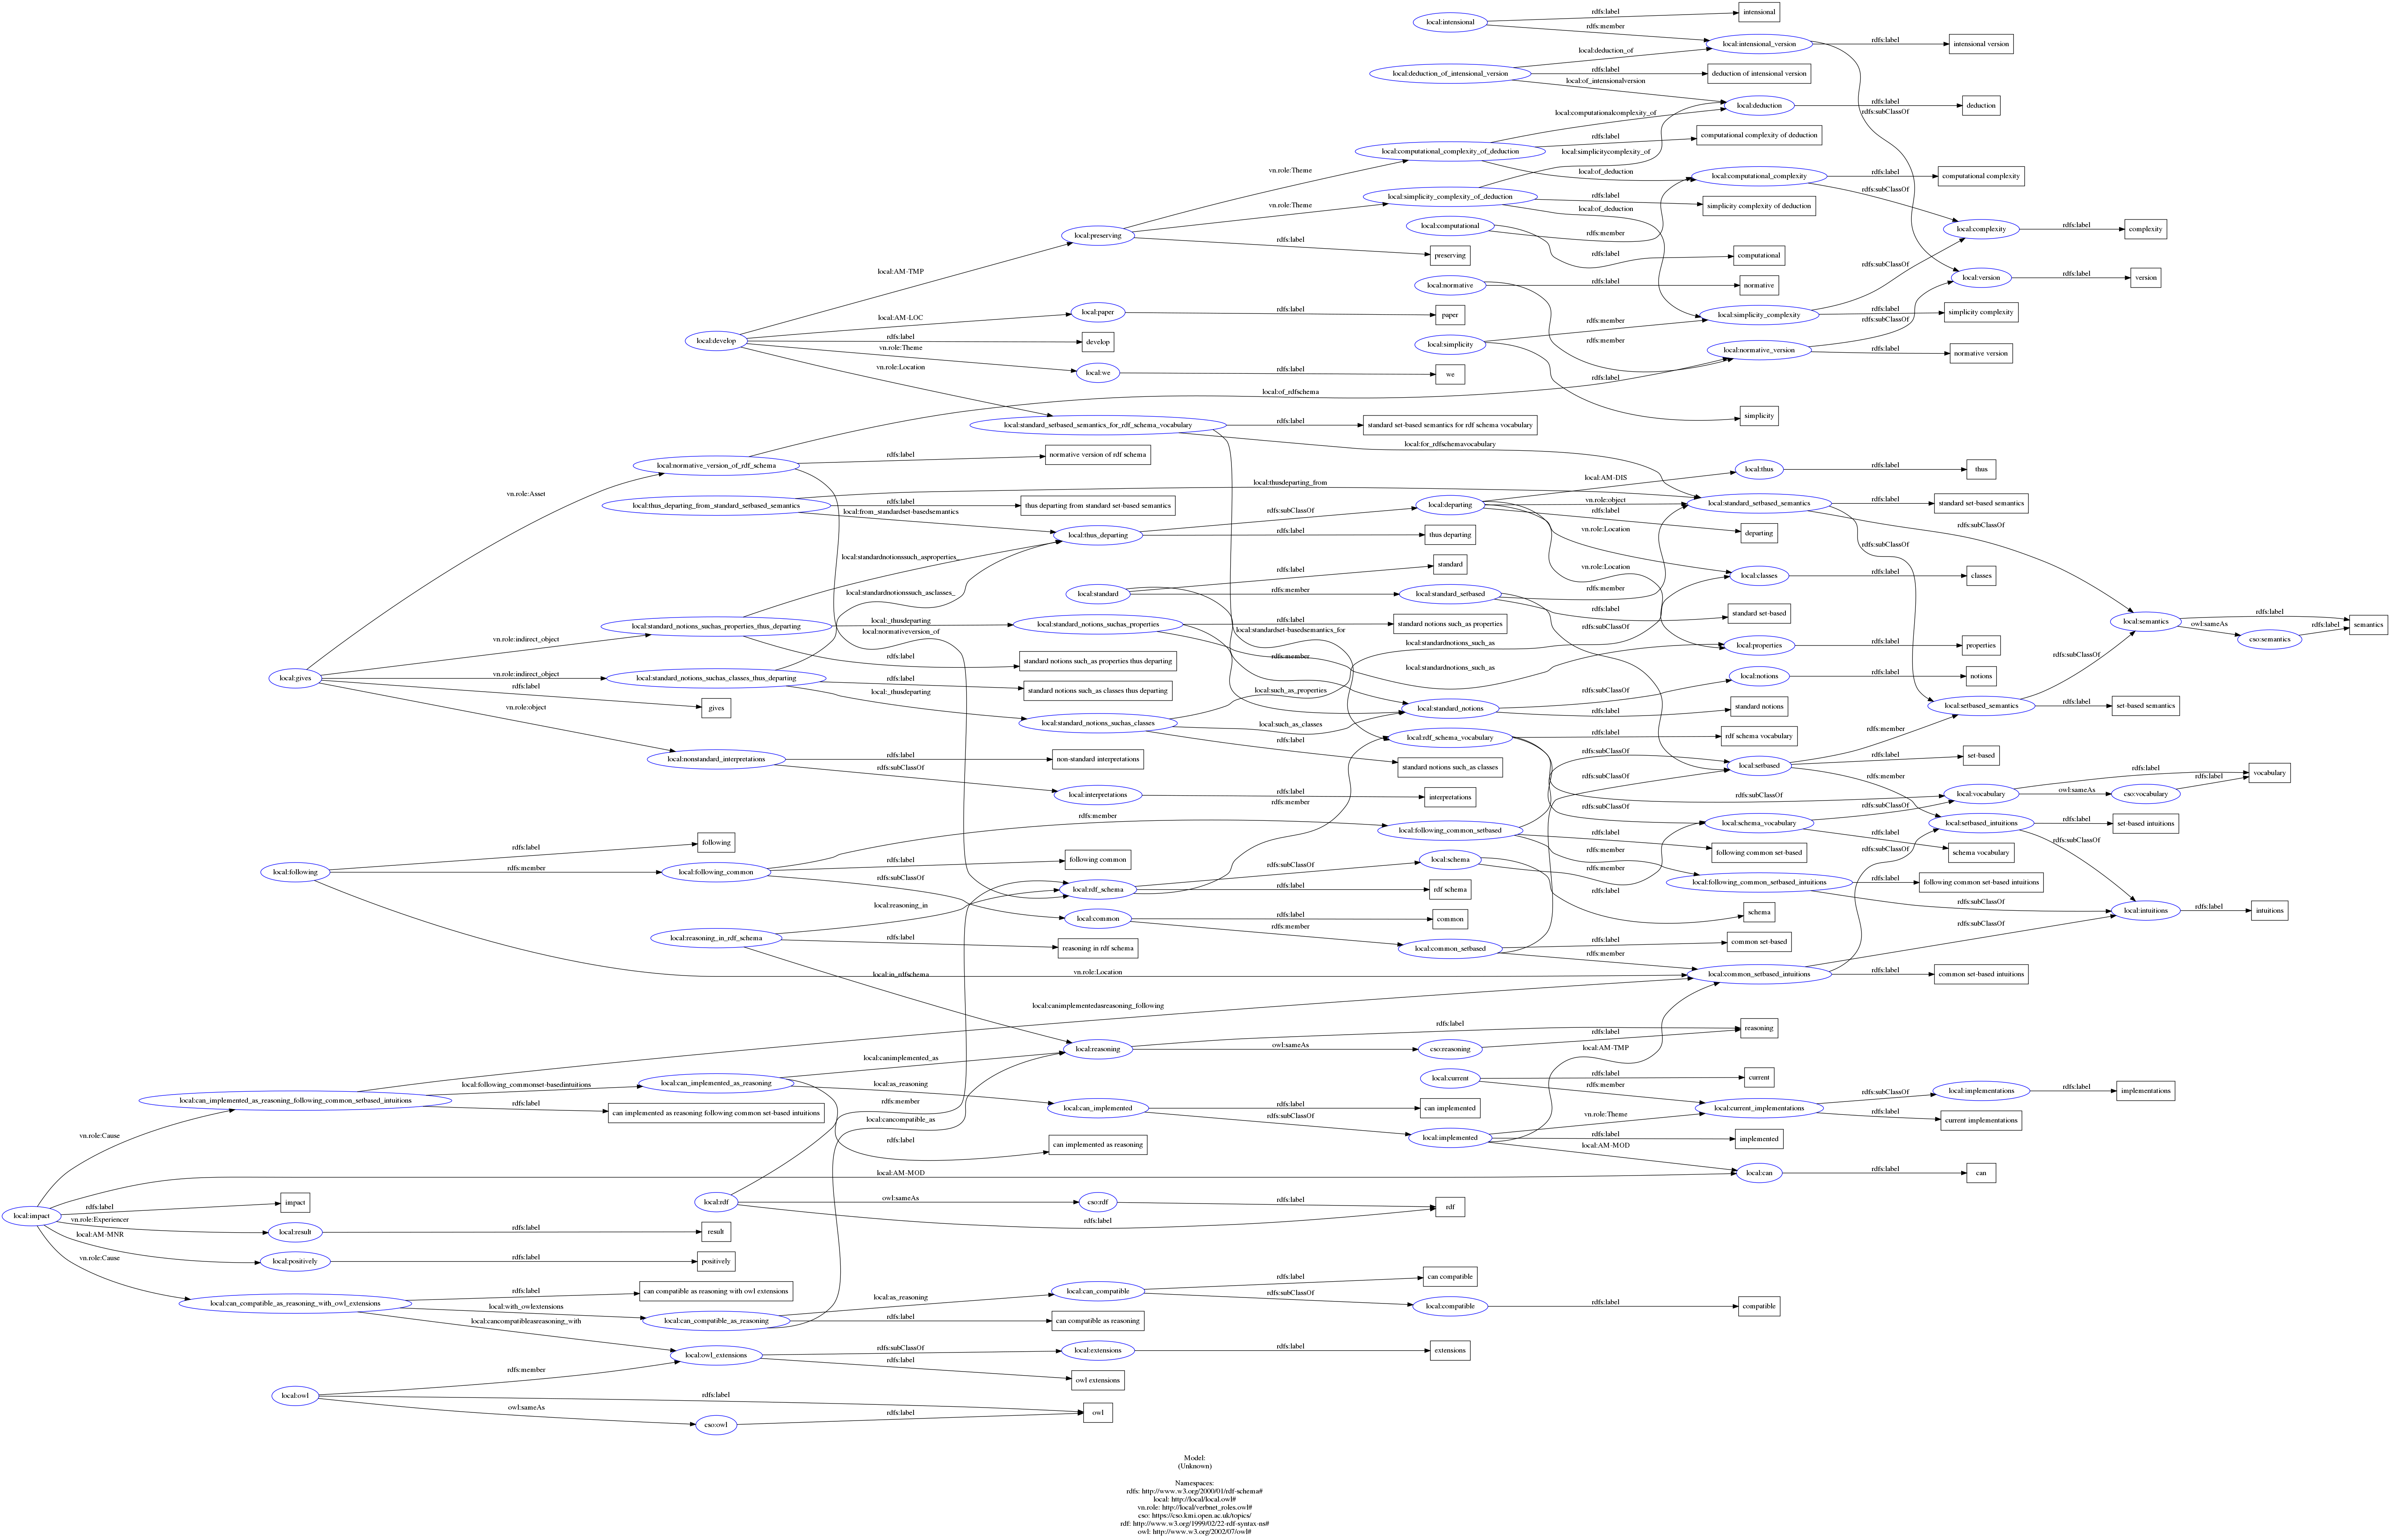 local:intensional
rdfs:label
intensional
rdfs:member
local:intensional_version
rdfs:label
intensional version
local:deduction_of
local:deduction_of_intensional_version
rdfs:label
deduction of intensional version
local:of_intensionalversion
local:deduction
rdfs:label
deduction
rdfs:subClassOf
local:computationalcomplexity_of
rdfs:label
computational complexity of deduction
local:computational_complexity_of_deduction
local:simplicitycomplexity_of
vn.role:Theme
local:of_deduction
local:computational_complexity
rdfs:label
computational complexity
rdfs:subClassOf
local:simplicity_complexity_of_deduction
rdfs:label
simplicity complexity of deduction
vn.role:Theme
local:of_deduction
local:computational
rdfs:member
local:complexity
rdfs:label
complexity
local:preserving
rdfs:label
preserving
rdfs:label
computational
local:AM-TMP
rdfs:subClassOf
local:version
rdfs:label
version
local:normative
rdfs:label
normative
local:AM-LOC
local:paper
rdfs:label
paper
rdfs:member
local:simplicity_complexity
rdfs:label
simplicity complexity
rdfs:subClassOf
local:develop
rdfs:label
develop
vn.role:Theme
local:simplicity
rdfs:member
local:normative_version
rdfs:label
normative version
vn.role:Location
local:we
rdfs:label
we
rdfs:label
local:of_rdfschema
simplicity
local:standard_setbased_semantics_for_rdf_schema_vocabulary
rdfs:label
standard set-based semantics for rdf schema vocabulary
local:for_rdfschemavocabulary
local:normative_version_of_rdf_schema
rdfs:label
normative version of rdf schema
local:AM-DIS
local:thus
rdfs:label
thus
vn.role:Asset
local:thusdeparting_from
local:thus_departing_from_standard_setbased_semantics
rdfs:label
thus departing from standard set-based semantics
local:from_standardset-basedsemantics
rdfs:subClassOf
local:departing
vn.role:object
rdfs:label
local:standard_setbased_semantics
rdfs:label
standard set-based semantics
rdfs:subClassOf
local:thus_departing
rdfs:label
thus departing
vn.role:Location
departing
rdfs:subClassOf
local:standardnotionssuch_asproperties_
rdfs:label
standard
vn.role:Location
local:classes
rdfs:label
classes
local:standardnotionssuch_asclasses_
local:standard
rdfs:member
local:standard_setbased
rdfs:member
rdfs:label
standard set-based
local:standard_notions_suchas_properties_thus_departing
local:_thusdeparting
local:standard_notions_suchas_properties
rdfs:label
standard notions such_as properties
rdfs:subClassOf
local:semantics
rdfs:label
owl:sameAs
cso:semantics
rdfs:label
semantics
local:normativeversion_of
local:standardset-basedsemantics_for
local:standardnotions_such_as
local:properties
rdfs:label
properties
vn.role:indirect_object
rdfs:label
standard notions such_as properties thus departing
rdfs:member
local:standardnotions_such_as
rdfs:subClassOf
local:gives
vn.role:indirect_object
local:standard_notions_suchas_classes_thus_departing
rdfs:label
standard notions such_as classes thus departing
rdfs:label
gives
local:_thusdeparting
local:such_as_properties
rdfs:subClassOf
local:notions
rdfs:label
notions
vn.role:object
local:standard_notions_suchas_classes
local:such_as_classes
local:standard_notions
rdfs:label
standard notions
local:setbased_semantics
rdfs:label
set-based semantics
rdfs:label
local:rdf_schema_vocabulary
rdfs:label
rdf schema vocabulary
rdfs:member
local:nonstandard_interpretations
rdfs:label
non-standard interpretations
rdfs:subClassOf
standard notions such_as classes
rdfs:subClassOf
local:setbased
rdfs:label
set-based
rdfs:subClassOf
rdfs:member
rdfs:label
vocabulary
local:interpretations
rdfs:label
interpretations
rdfs:member
rdfs:subClassOf
local:vocabulary
owl:sameAs
cso:vocabulary
rdfs:label
rdfs:subClassOf
rdfs:subClassOf
rdfs:member
local:following_common_setbased
rdfs:label
following common set-based
local:schema_vocabulary
rdfs:label
schema vocabulary
local:setbased_intuitions
rdfs:label
set-based intuitions
rdfs:label
following
rdfs:subClassOf
rdfs:subClassOf
local:following
rdfs:member
local:following_common
rdfs:label
following common
rdfs:subClassOf
rdfs:subClassOf
local:schema
rdfs:member
rdfs:member
local:following_common_setbased_intuitions
rdfs:label
following common set-based intuitions
local:rdf_schema
rdfs:label
rdf schema
rdfs:label
rdfs:subClassOf
local:reasoning_in
local:common
rdfs:label
common
schema
local:intuitions
rdfs:label
intuitions
rdfs:member
rdfs:subClassOf
local:reasoning_in_rdf_schema
rdfs:label
reasoning in rdf schema
local:common_setbased
rdfs:label
common set-based
rdfs:member
local:in_rdfschema
vn.role:Location
local:common_setbased_intuitions
rdfs:label
common set-based intuitions
local:canimplementedasreasoning_following
rdfs:label
reasoning
local:canimplemented_as
local:reasoning
owl:sameAs
cso:reasoning
rdfs:label
local:AM-TMP
local:can_implemented_as_reasoning_following_common_setbased_intuitions
local:following_commonset-basedintuitions
local:can_implemented_as_reasoning
local:as_reasoning
local:current
rdfs:label
current
rdfs:member
rdfs:subClassOf
local:implementations
rdfs:label
implementations
rdfs:label
can implemented as reasoning following common set-based intuitions
rdfs:member
local:can_implemented
rdfs:label
can implemented
rdfs:subClassOf
vn.role:Theme
local:current_implementations
rdfs:label
current implementations
local:cancompatible_as
vn.role:Cause
rdfs:label
can implemented as reasoning
local:implemented
rdfs:label
implemented
local:AM-MOD
local:AM-MOD
local:can
rdfs:label
can
local:impact
rdfs:label
impact
local:rdf
owl:sameAs
cso:rdf
rdfs:label
rdf
rdfs:label
vn.role:Experiencer
local:result
rdfs:label
result
local:AM-MNR
local:positively
rdfs:label
positively
vn.role:Cause
local:can_compatible_as_reasoning_with_owl_extensions
rdfs:label
can compatible as reasoning with owl extensions
local:as_reasoning
local:can_compatible
rdfs:label
can compatible
rdfs:subClassOf
local:compatible
rdfs:label
compatible
local:with_owlextensions
local:can_compatible_as_reasoning
rdfs:label
can compatible as reasoning
local:cancompatibleasreasoning_with
local:owl_extensions
rdfs:subClassOf
local:extensions
rdfs:label
extensions
rdfs:label
owl extensions
rdfs:member
local:owl
rdfs:label
owl
owl:sameAs
cso:owl
rdfs:label
Model:
(Unknown)
Namespaces:
rdfs: http://www.w3.org/2000/01/rdf-schema#
local: http://local/local.owl#
vn.role: http://local/verbnet_roles.owl#
cso: https://cso.kmi.open.ac.uk/topics/
rdf: http://www.w3.org/1999/02/22-rdf-syntax-ns#
owl: http://www.w3.org/2002/07/owl#